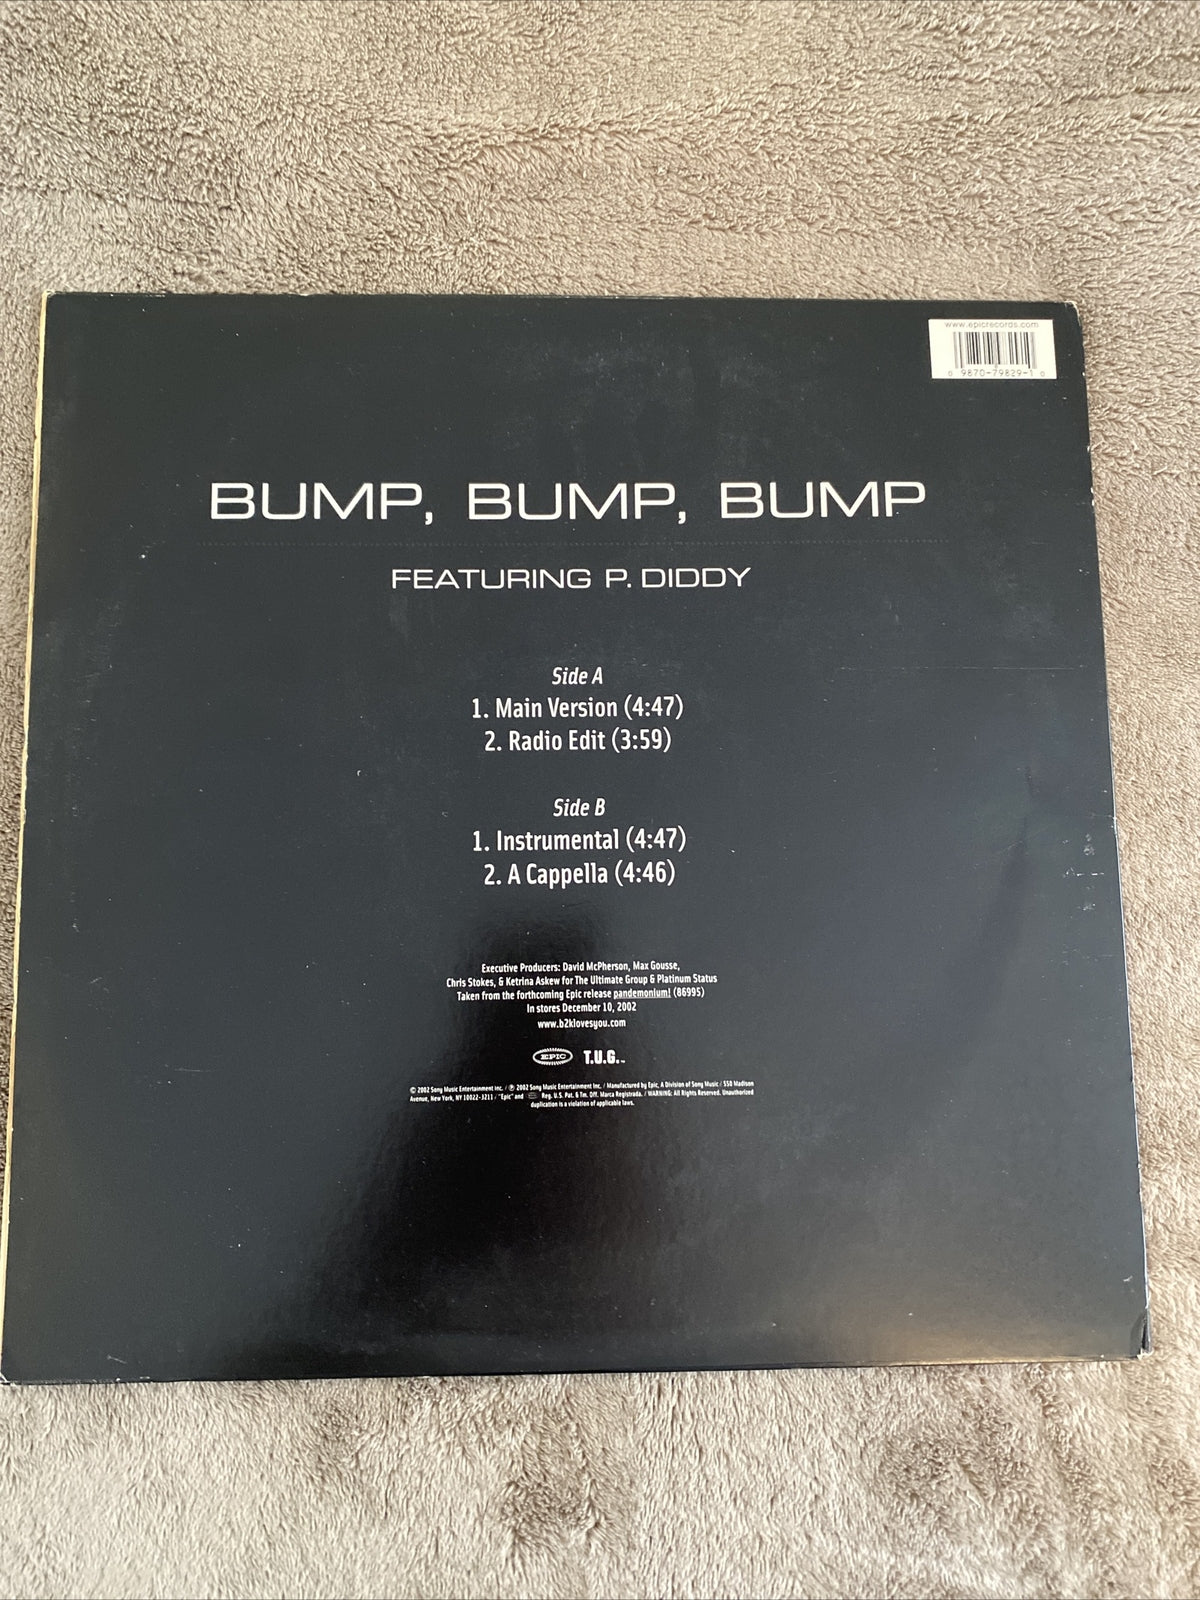 www.epicrecords.com
0 9870-79829-1 0
BUMP, BUMP, BUMP
FEATURING P. DIDDY
Side A
1. Main Version (4:47)
2. Radio Edit (3:59)
Side B
1. Instrumental (4:47)
2. A Cappella (4:46)
Executive Producers: David McPherson, Max Gousse,
Chris Stokes, & Ketrina Askew for The Ultimate Group & Platinum Status
Taken from the forthcoming Epic release pandemonium! (86995)
In stores December 10, 2002
www.b2klovesyou.com
EPIC T.U.G.™
© 2002 Sony Music Entertainment Inc. / ℗ 2002 Sony Music Entertainment Inc. / Manufactured by Epic, A Division of Sony Music / 550 Madison
Avenue, New York, NY 10022-3211 / "Epic" and Reg. U.S. Pat. & Tm. Off. Marca Registrada. / WARNING: All Rights Reserved. Unauthorized
duplication is a violation of applicable laws.